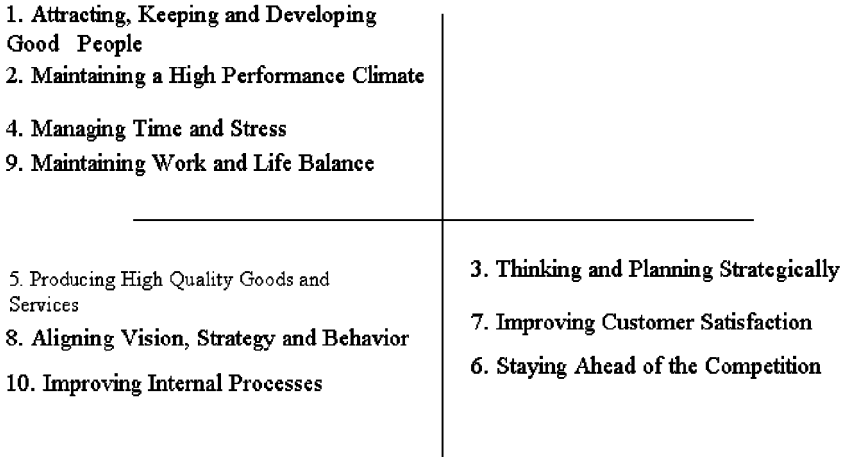 1. Attracting, Keeping and Developing
Good People
2. Maintaining a High Performance Climate
4. Managing Time and Stress
9. Maintaining Work and Life Balance
5. Producing High Quality Goods and
Services
8. Aligning Vision, Strategy and Behavior
10. Improving Internal Processes
3. Thinking and Planning Strategically
7. Improving Customer Satisfaction
6. Staying Ahead of the Competition